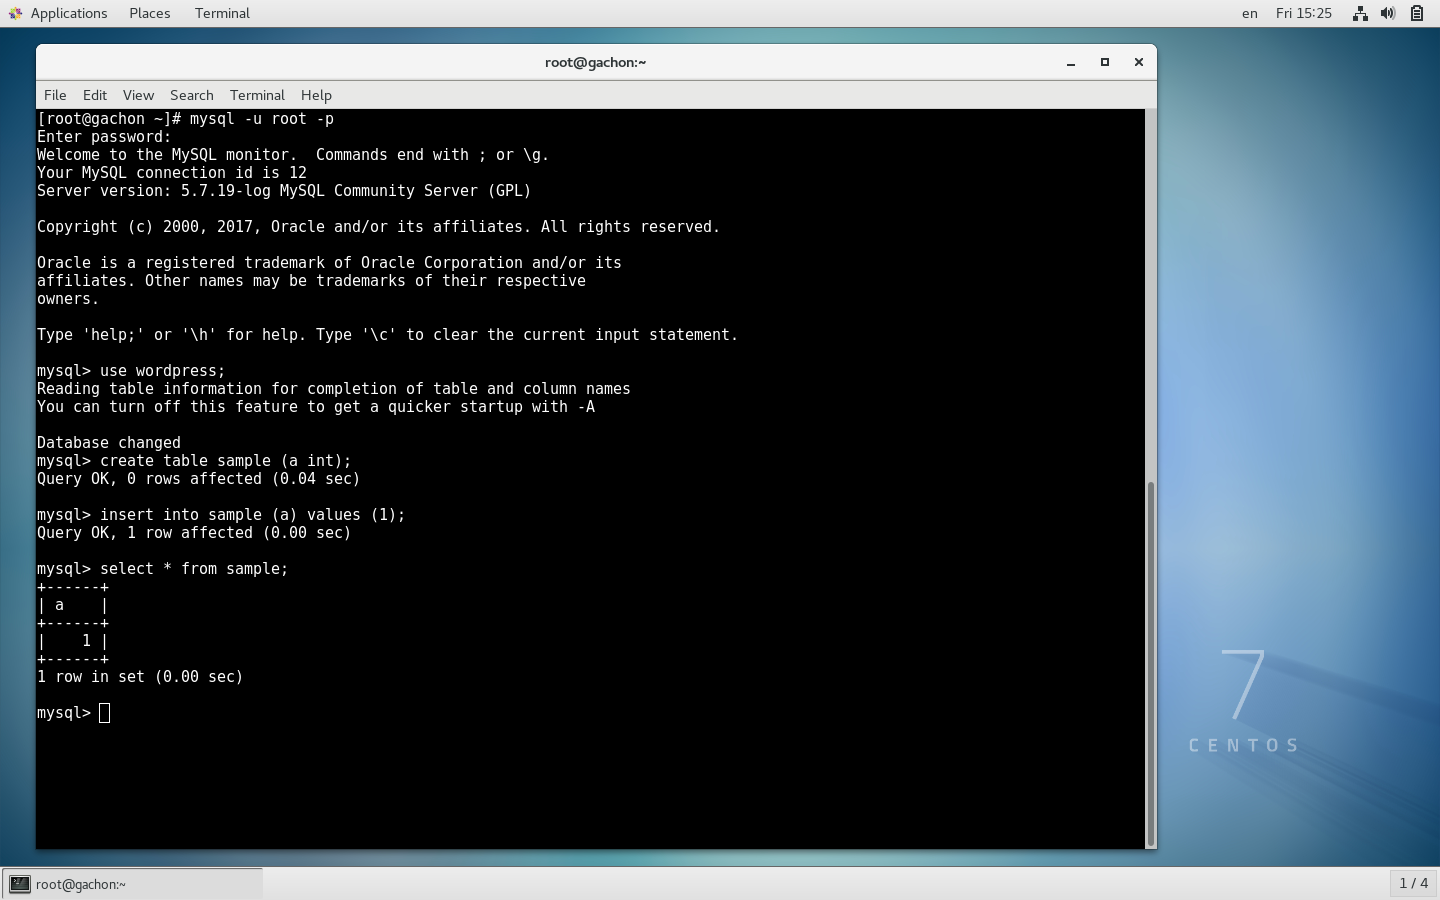 Applications Places Terminal en Fri 15:25
root@gachon:~
File Edit View Search Terminal Help
[root@gachon ~]# mysql -u root -p
Enter password:
Welcome to the MySQL monitor.  Commands end with ; or \g.
Your MySQL connection id is 12
Server version: 5.7.19-log MySQL Community Server (GPL)
Copyright (c) 2000, 2017, Oracle and/or its affiliates. All rights reserved.
Oracle is a registered trademark of Oracle Corporation and/or its
affiliates. Other names may be trademarks of their respective
owners.
Type 'help;' or '\h' for help. Type '\c' to clear the current input statement.
mysql> use wordpress;
Reading table information for completion of table and column names
You can turn off this feature to get a quicker startup with -A
Database changed
mysql> create table sample (a int);
Query OK, 0 rows affected (0.04 sec)
mysql> insert into sample (a) values (1);
Query OK, 1 row affected (0.00 sec)
mysql> select * from sample;
+------+
| a    |
+------+
|    1 |
+------+
1 row in set (0.00 sec)
mysql>
7
CENTOS
root@gachon:~ 1 / 4